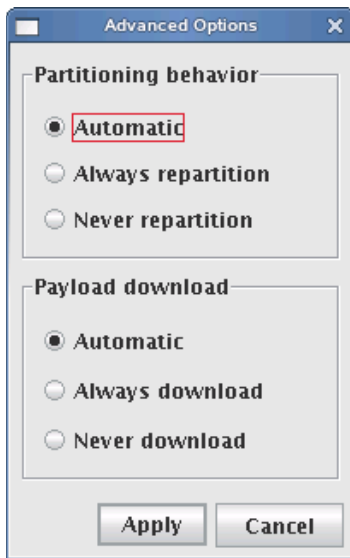 Advanced Options
Partitioning behavior
Automatic
Always repartition
Never repartition
Payload download
Automatic
Always download
Never download
Apply Cancel